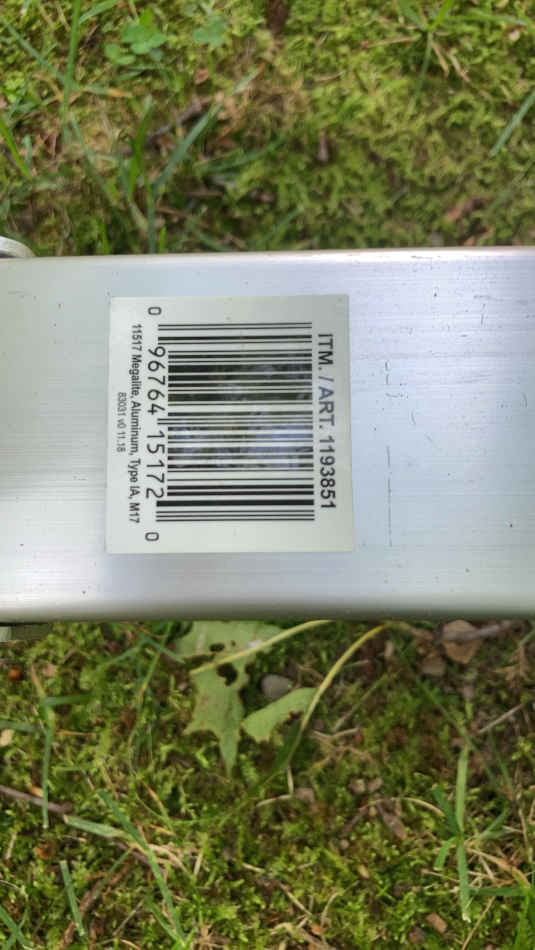 ITM. / ART. 1193851
0 96764 15172 0
11517 Megalite, Aluminum, Type IA, M17
83031 v0 11.18